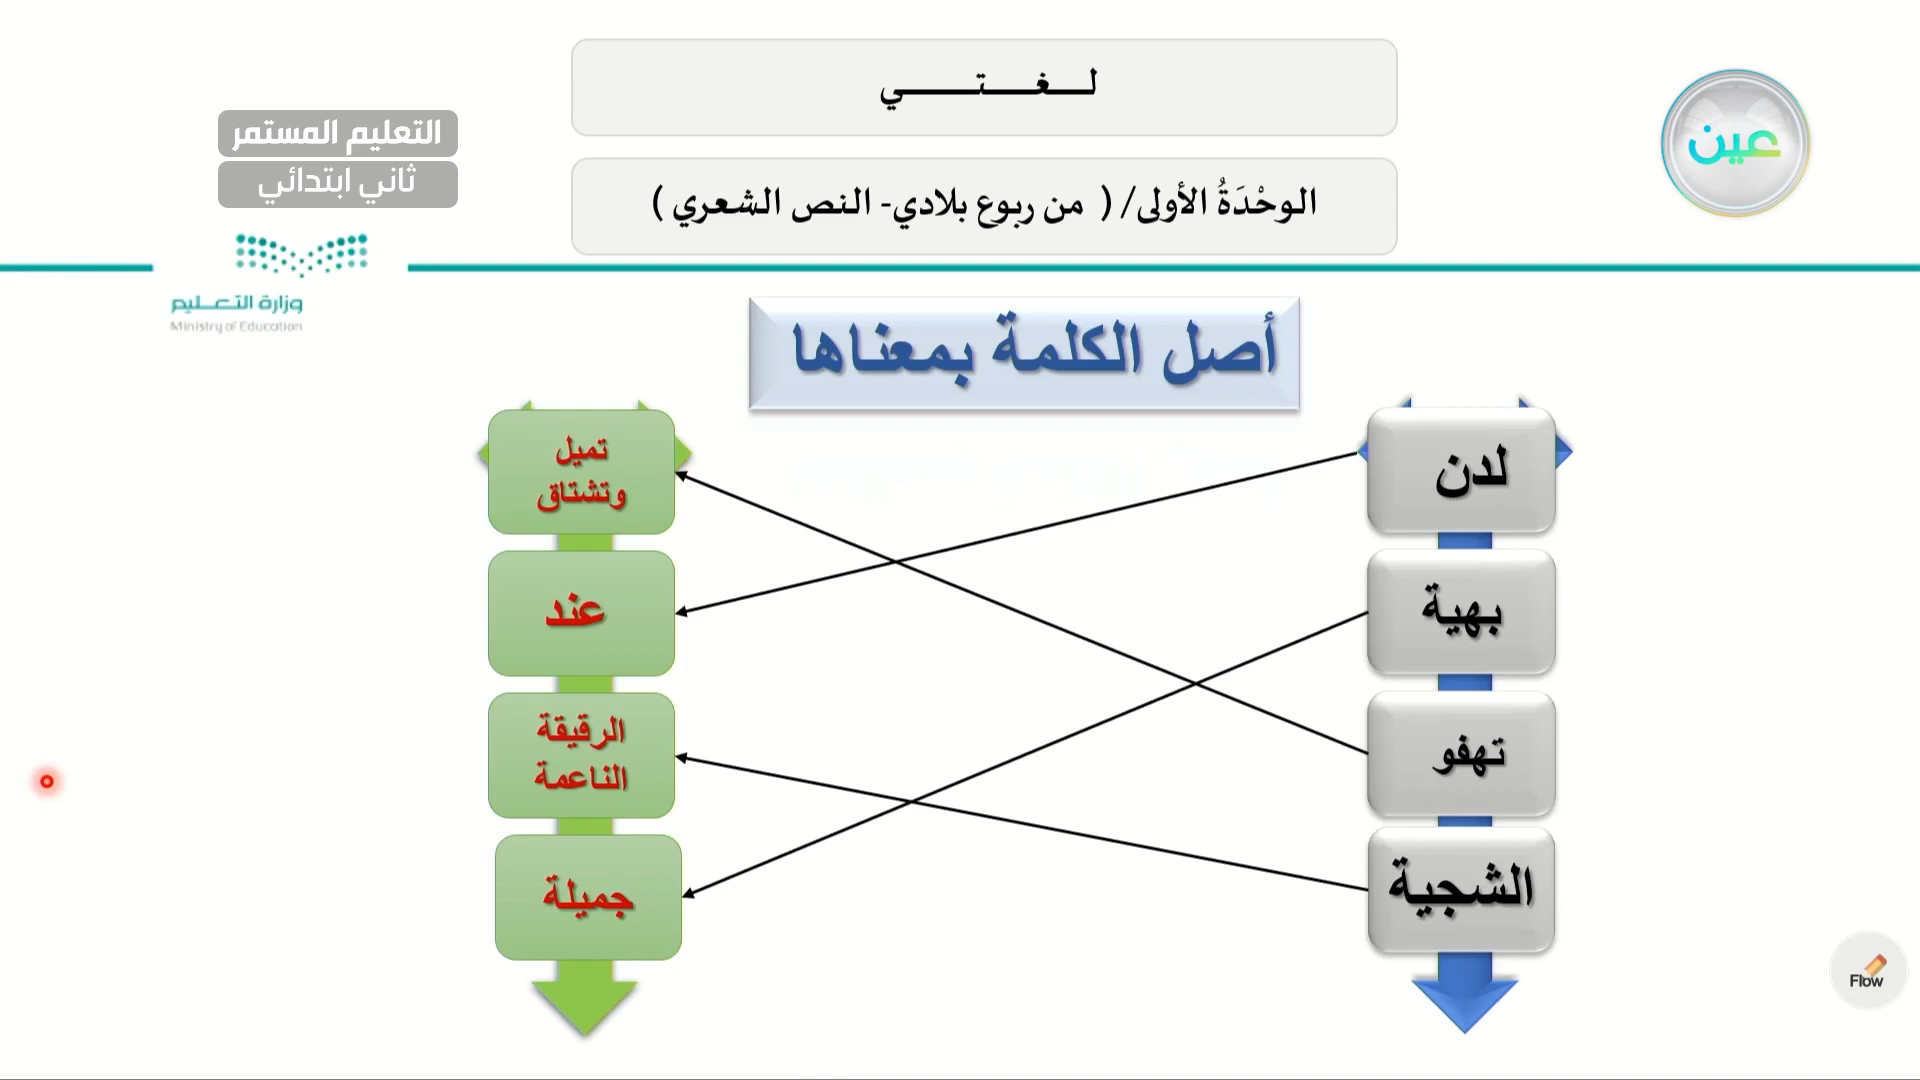 لـــغـــتـــي
الوحْدَةُ الأولى/ ( من ربوع بلادي- النص الشعري )
عين
التعليم المستمر
ثاني ابتدائي
وزارة التعليم
Ministry of Education
أصل الكلمة بمعناها
لدن
بهية
تهفو
الشجية
تميل
وتشتاق
عند
الرقيقة
الناعمة
جميلة
Flow